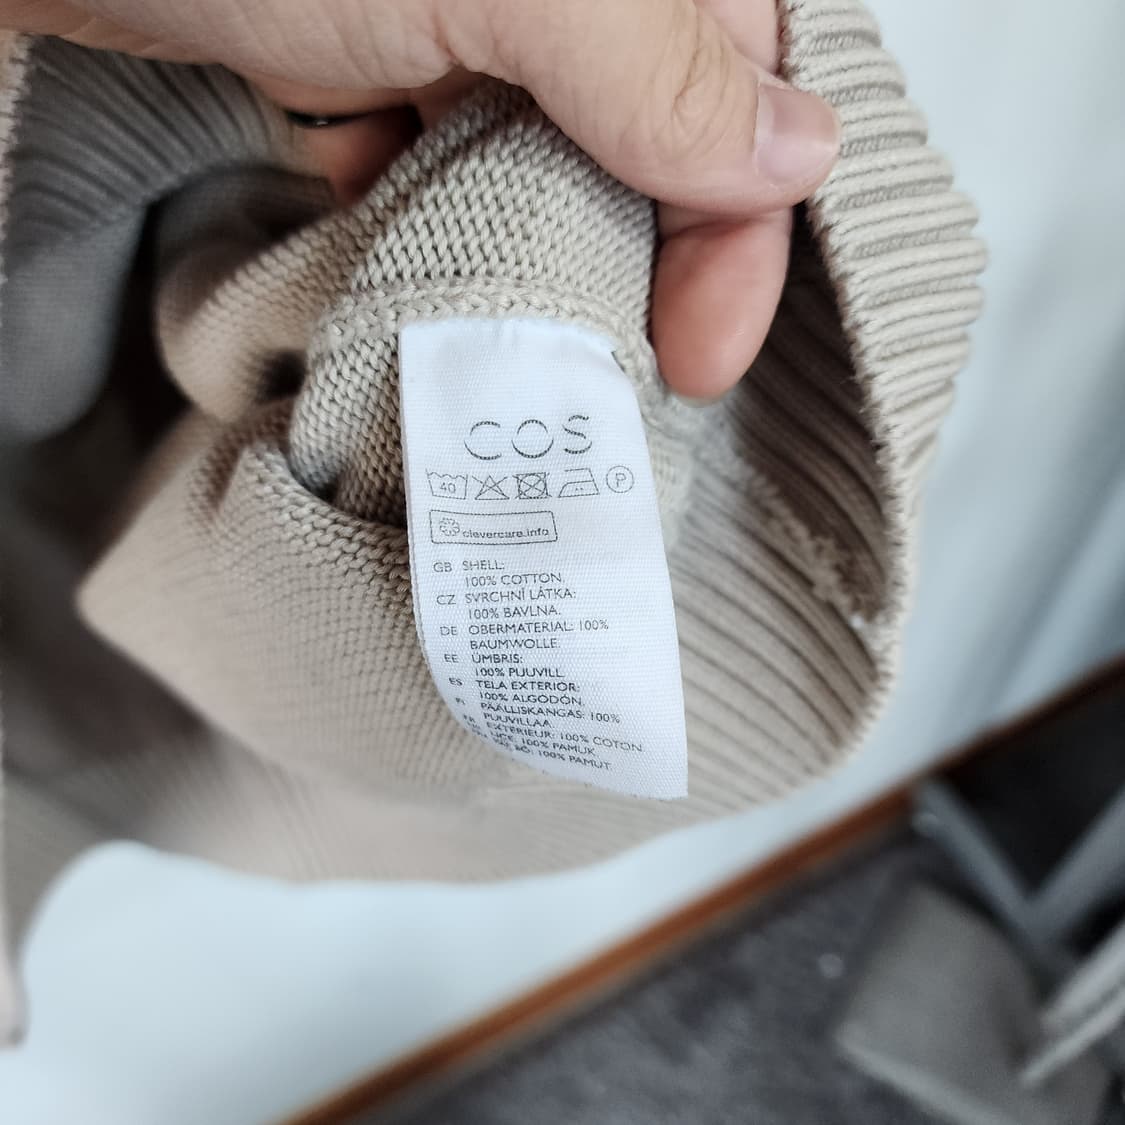 COS
40 P
clevercare.info
GB SHELL:
100% COTTON.
CZ SVRCHNÍ LÁTKA:
100% BAVLNA.
DE OBERMATERIAL: 100%
BAUMWOLLE.
EE ÜMBRIS:
100% PUUVILL.
ES TELA EXTERIOR:
100% ALGODÓN.
FI PÄÄLLISKANGAS: 100%
PUUVILLAA.
FR EXTÉRIEUR: 100% COTON.
100% PAMUK.
100% PAMUT.